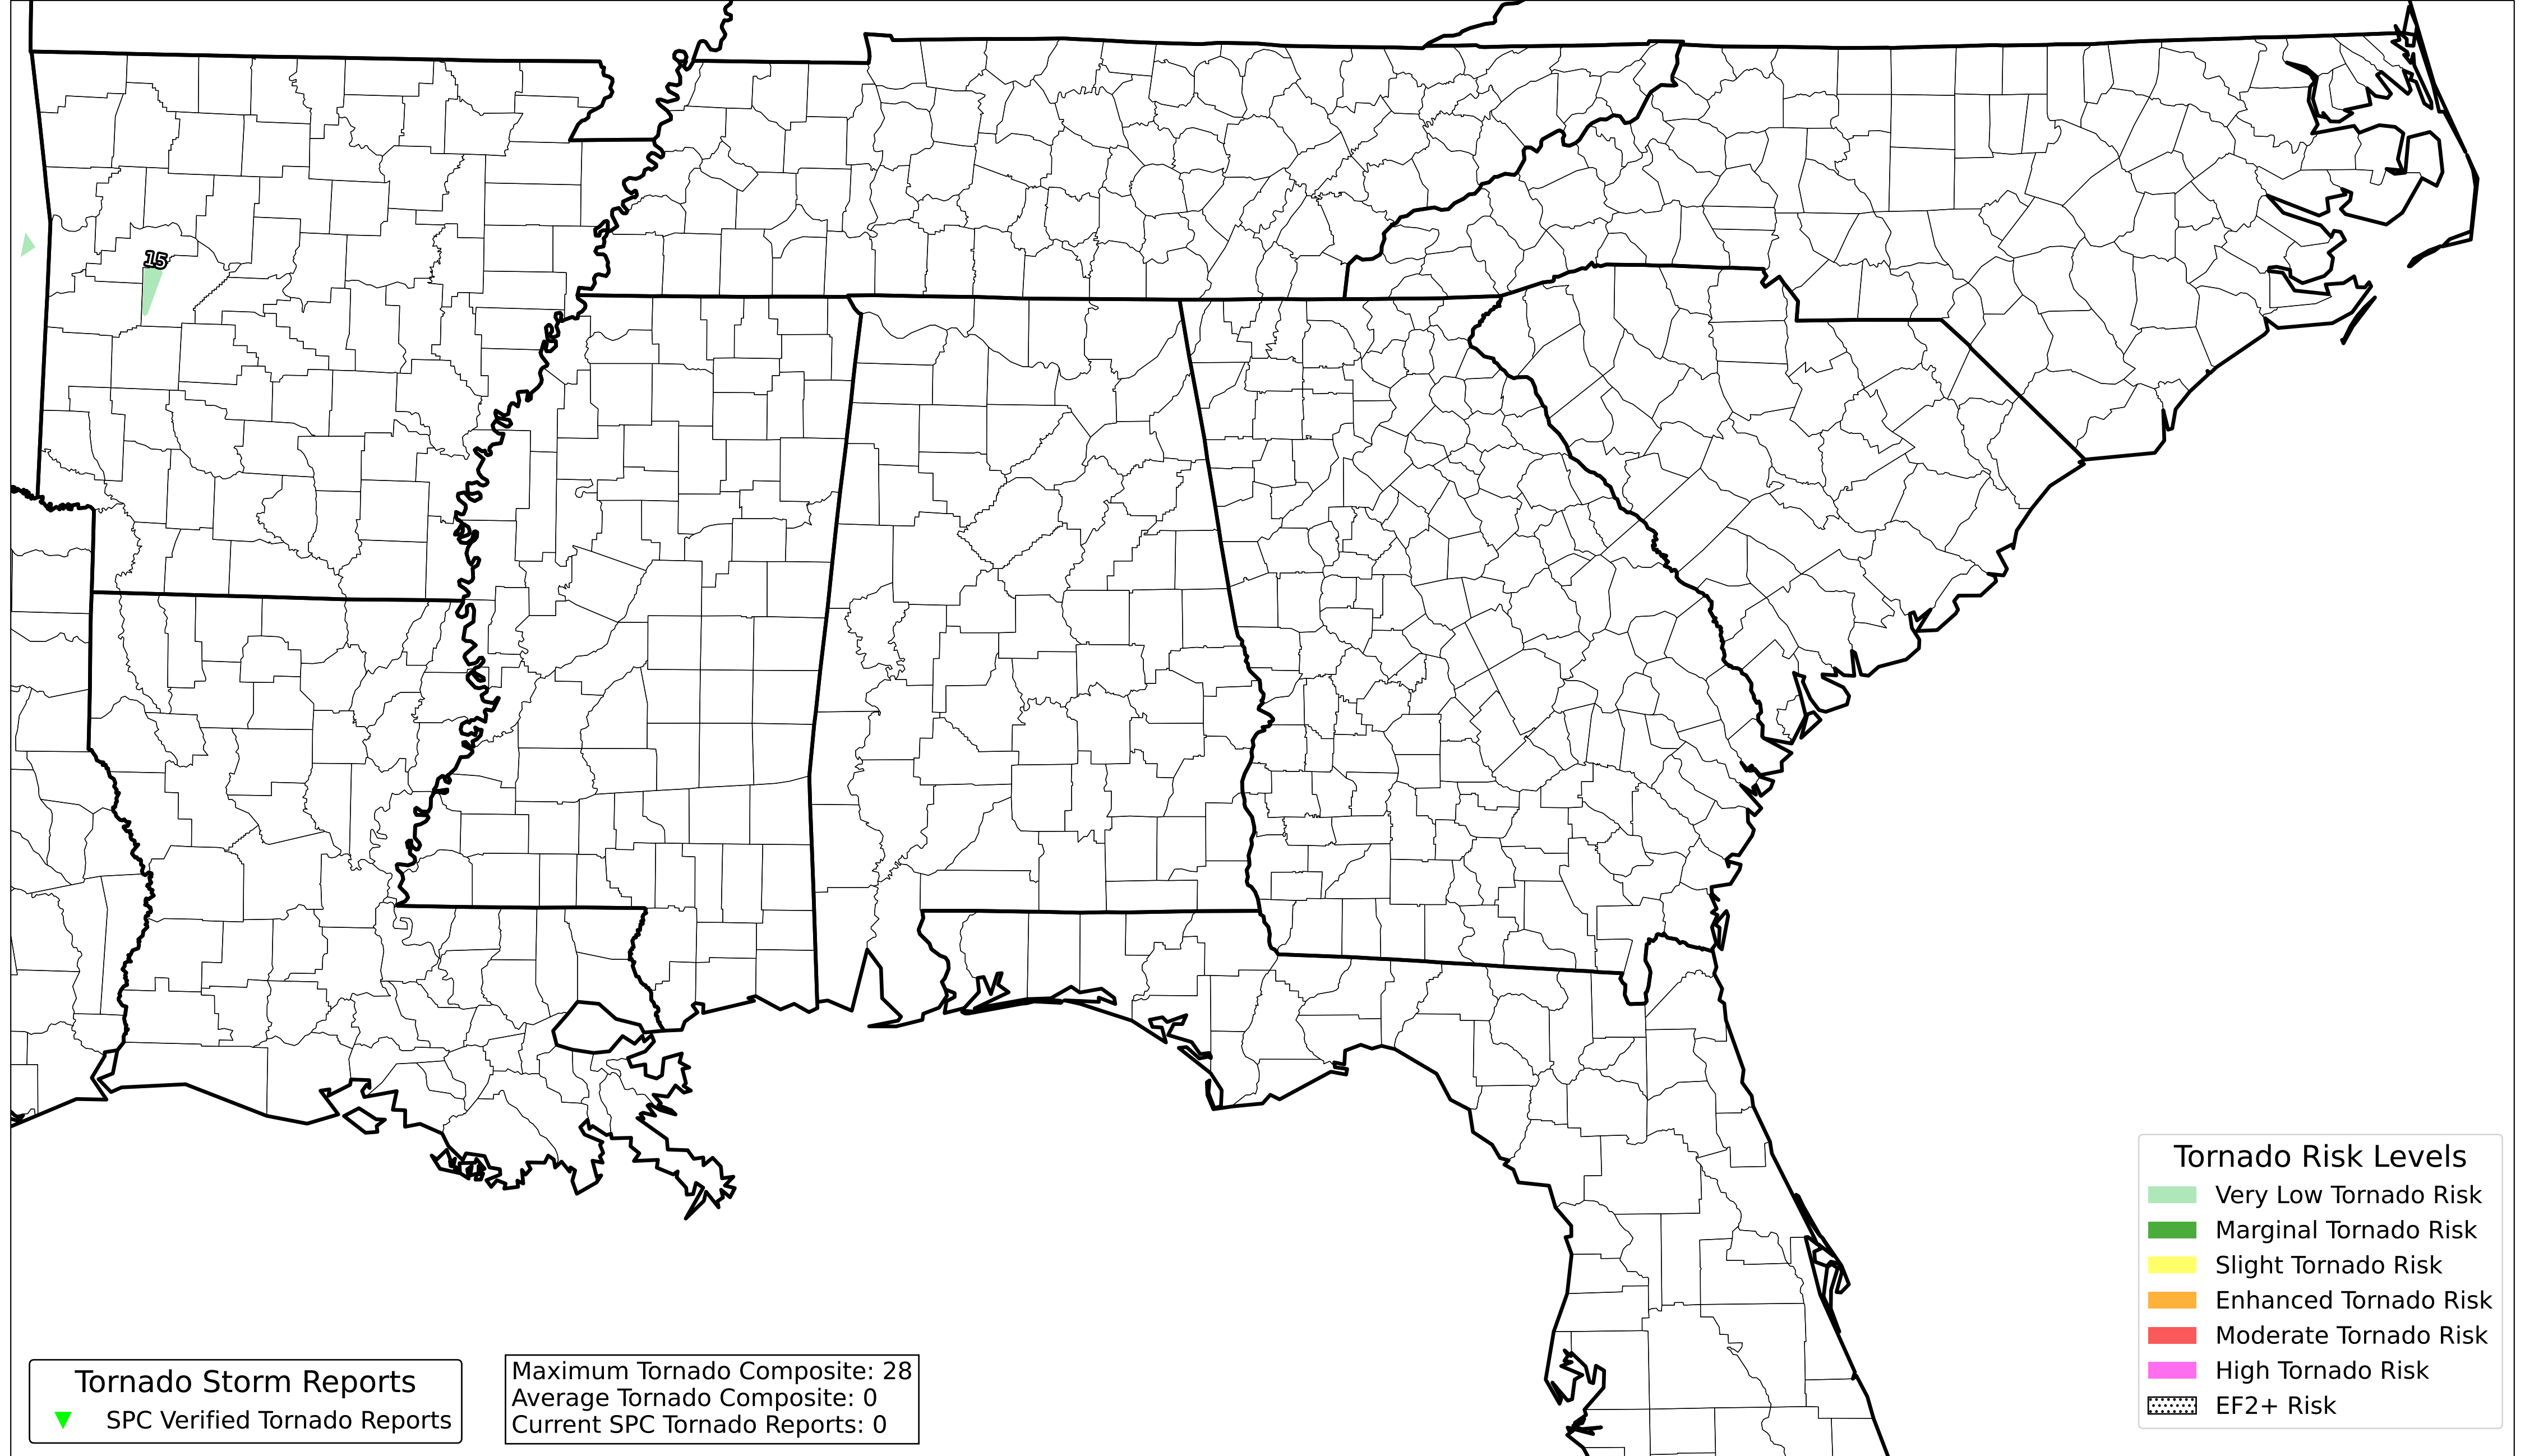 15
Tornado Risk Levels
Very Low Tornado Risk
Marginal Tornado Risk
Slight Tornado Risk
Enhanced Tornado Risk
Moderate Tornado Risk
High Tornado Risk
EF2+ Risk
Tornado Storm Reports
SPC Verified Tornado Reports
Maximum Tornado Composite: 28
Average Tornado Composite: 0
Current SPC Tornado Reports: 0